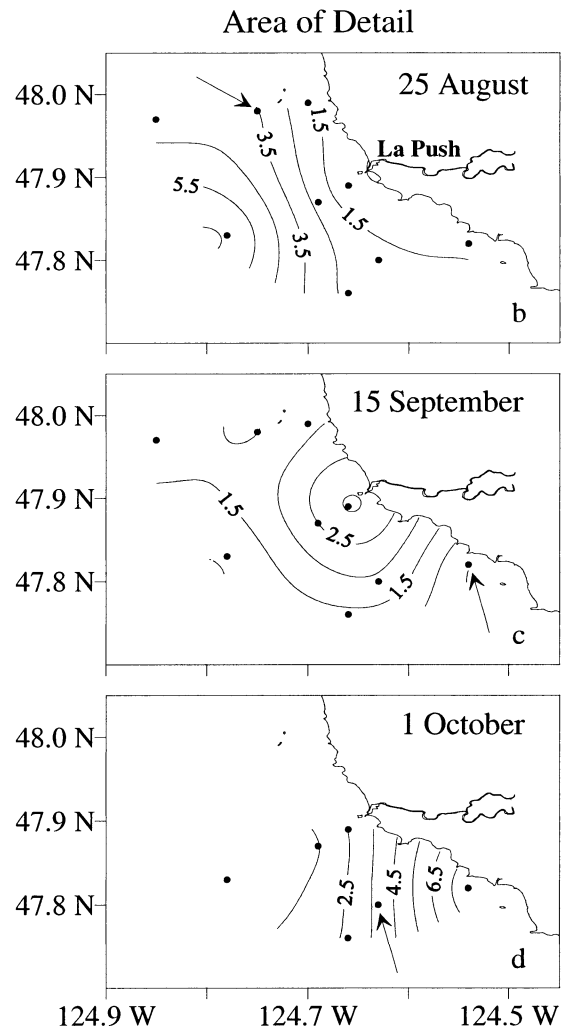 Area of Detail
25 August
48.0 N
1.5
3.5
La Push
47.9 N
5.5
1.5
3.5
47.8 N
b
15 September
48.0 N
47.9 N
1.5
2.5
47.8 N
1.5
c
1 October
48.0 N
47.9 N
2.5
4.5
6.5
47.8 N
d
124.9 W
124.7 W
124.5 W